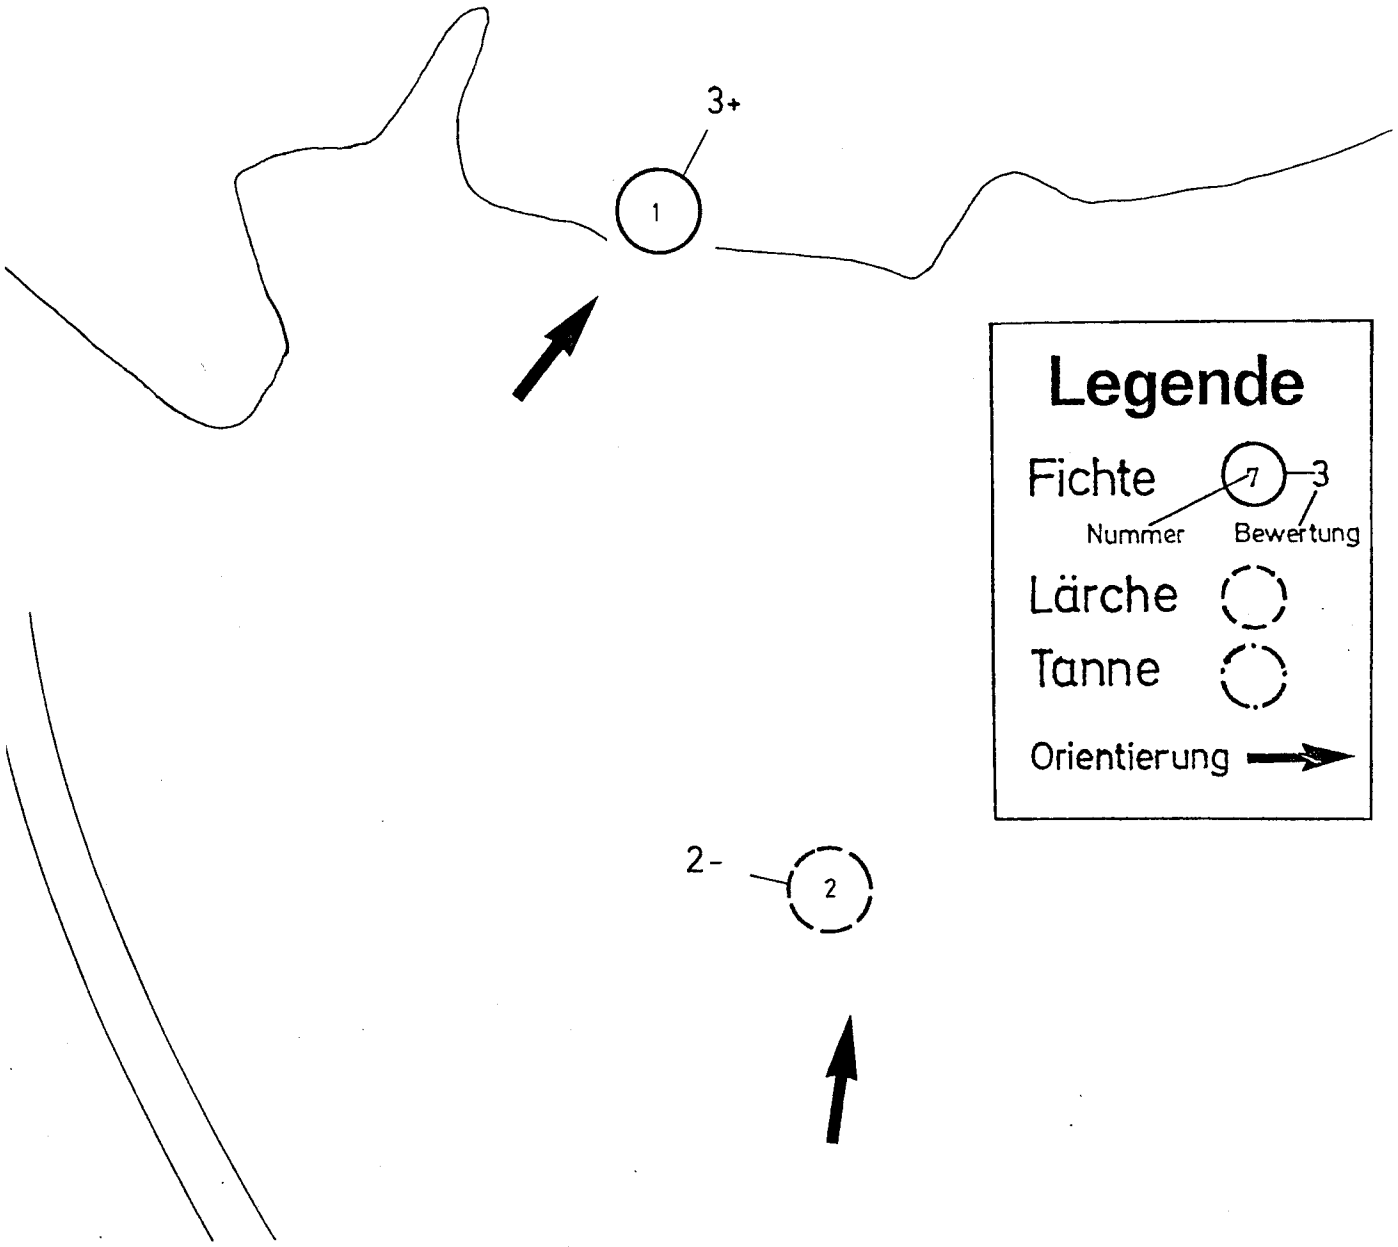 3+
1
Legende
Fichte 7 3
Nummer Bewertung
Lärche
Tanne
Orientierung
2-
2